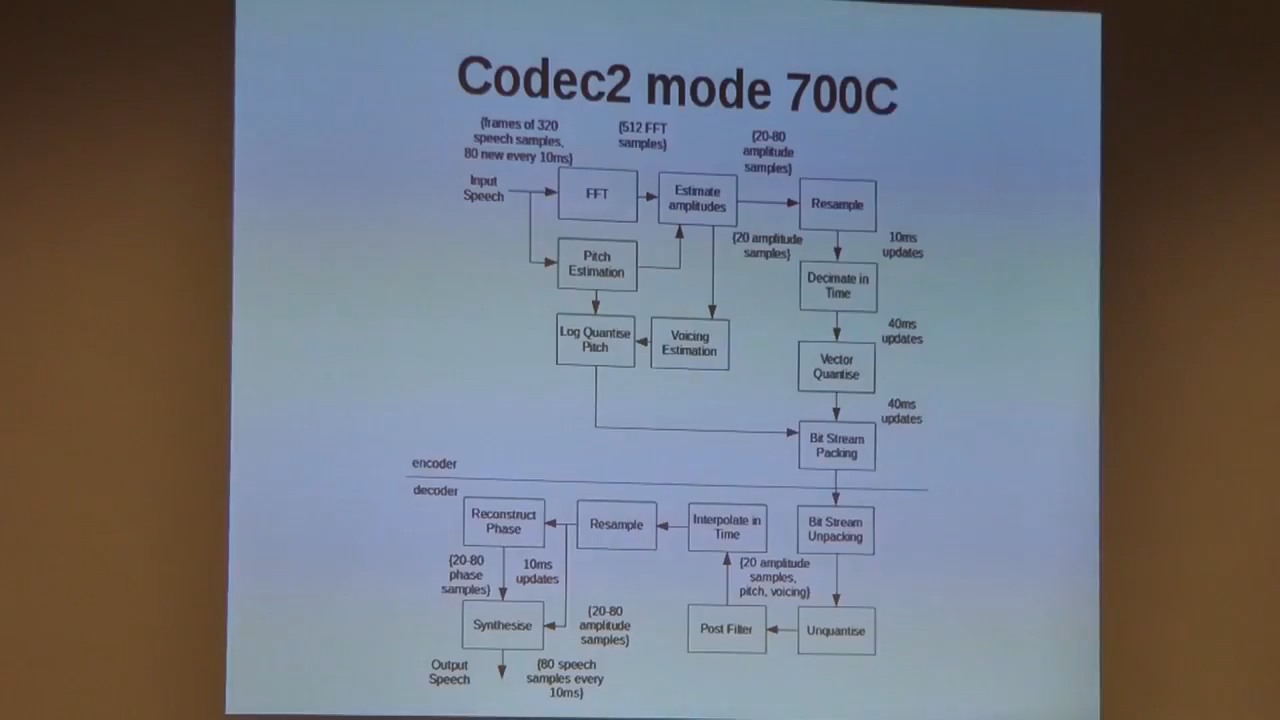 Codec2 mode 700C
{frames of 320
speech samples,
80 new every 10ms}
{512 FFT
samples}
{20-80
amplitude
samples}
Input
Speech
FFT
Estimate
amplitudes
Resample
Pitch
Estimation
{20 amplitude
samples}
10ms
updates
Decimate in
Time
Log Quantise
Pitch
Voicing
Estimation
40ms
updates
Vector
Quantise
40ms
updates
Bit Stream
Packing
encoder
decoder
Reconstruct
Phase
Resample
Interpolate in
Time
Bit Stream
Unpacking
{20-80
phase
samples}
10ms
updates
{20 amplitude
samples,
pitch, voicing}
Synthesise
{20-80
amplitude
samples}
Post Filter
Unquantise
Output
Speech
{80 speech
samples every
10ms}